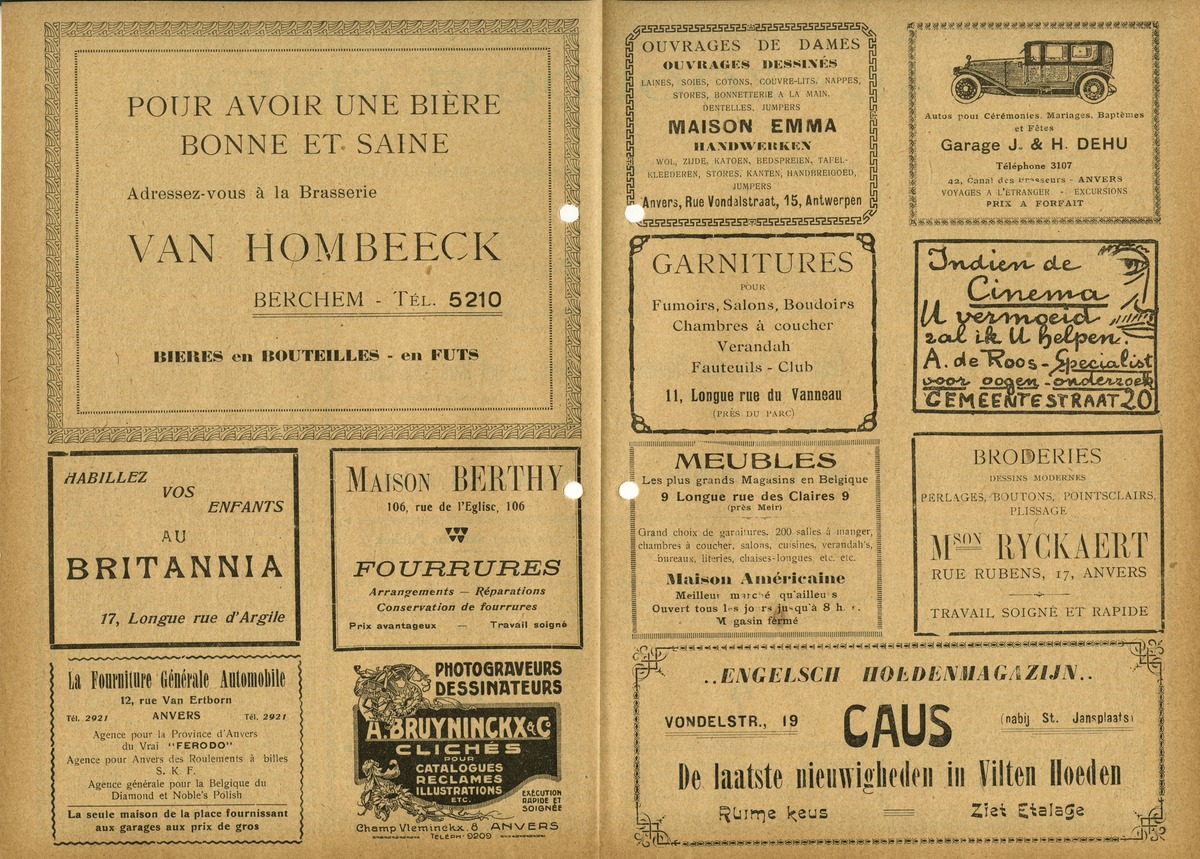 POUR AVOIR UNE BIÈRE
BONNE ET SAINE
Adressez-vous à la Brasserie
VAN HOMBEECK
BERCHEM - TÉL. 5210
BIERES en BOUTEILLES - en FUTS
HABILLEZ
VOS
ENFANTS
AU
BRITANNIA
17, Longue rue d'Argile
MAISON BERTHY
106, rue de l'Eglise, 106
FOURRURES
Arrangements — Réparations
Conservation de fourrures
Prix avantageux — Travail soigné
La Fourniture Générale Automobile
12, rue Van Ertborn
Tél. 2921 ANVERS Tél. 2921
Agence pour la Province d'Anvers
du Vrai "FERODO"
Agence pour Anvers des Roulements à billes
S. K. F.
Agence générale pour la Belgique du
Diamond et Noble's Polish
La seule maison de la place fournissant
aux garages aux prix de gros
PHOTOGRAVEURS
DESSINATEURS
A. BRUYNINCKX & Co
CLICHÉS
POUR
CATALOGUES
RECLAMES
ILLUSTRATIONS
ETC.
EXÉCUTION
RAPIDE ET
SOIGNÉE
Champ Vleminckx. 8 ANVERS
TÉLÉPH. 9209
OUVRAGES DE DAMES
OUVRAGES DESSINÉS
LAINES, SOIES, COTONS, COUVRE-LITS, NAPPES,
STORES, BONNETTERIE A LA MAIN,
DENTELLES, JUMPERS
MAISON EMMA
HANDWERKEN
WOL, ZIJDE, KATOEN, BEDSPREIEN, TAFEL-
KLEEDEREN, STORES, KANTEN, HANDBREIGOED,
JUMPERS
Anvers, Rue Vondelstraat, 15, Antwerpen
Autos pour Cérémonies, Mariages, Baptêmes
et Fêtes
Garage J. & H. DEHU
Téléphone 3107
42, Canal des Brasseurs - ANVERS
VOYAGES A L'ETRANGER - EXCURSIONS
PRIX A FORFAIT
GARNITURES
POUR
Fumoirs, Salons, Boudoirs
Chambres à coucher
Verandah
Fauteuils - Club
11, Longue rue du Vanneau
(PRÈS DU PARC)
Indien de
Cinema
U vermoeid
zal ik U helpen.
A. de Roos - Specialist
voor oogen-onderzoek
GEMEENTESTRAAT 20
MEUBLES
Les plus grands Magasins en Belgique
9 Longue rue des Claires 9
(près Meir)
Grand choix de garnitures. 200 salles à manger,
chambres à coucher, salons, cuisines, verandah's,
bureaux, literies, chaises-longues etc. etc.
Maison Américaine
Meilleur marché qu'ailleurs
Ouvert tous les jours jusqu'à 8 h.
Magasin fermé
BRODERIES
DESSINS MODERNES
PERLAGES, BOUTONS, POINTSCLAIRS,
PLISSAGE
MSON RYCKAERT
RUE RUBENS, 17, ANVERS
TRAVAIL SOIGNÉ ET RAPIDE
..ENGELSCH HOEDENMAGAZIJN..
VONDELSTR., 19 CAUS (nabij St. Jansplaats)
De laatste nieuwigheden in Vilten Hoeden
Ruime keus Ziet Etalage